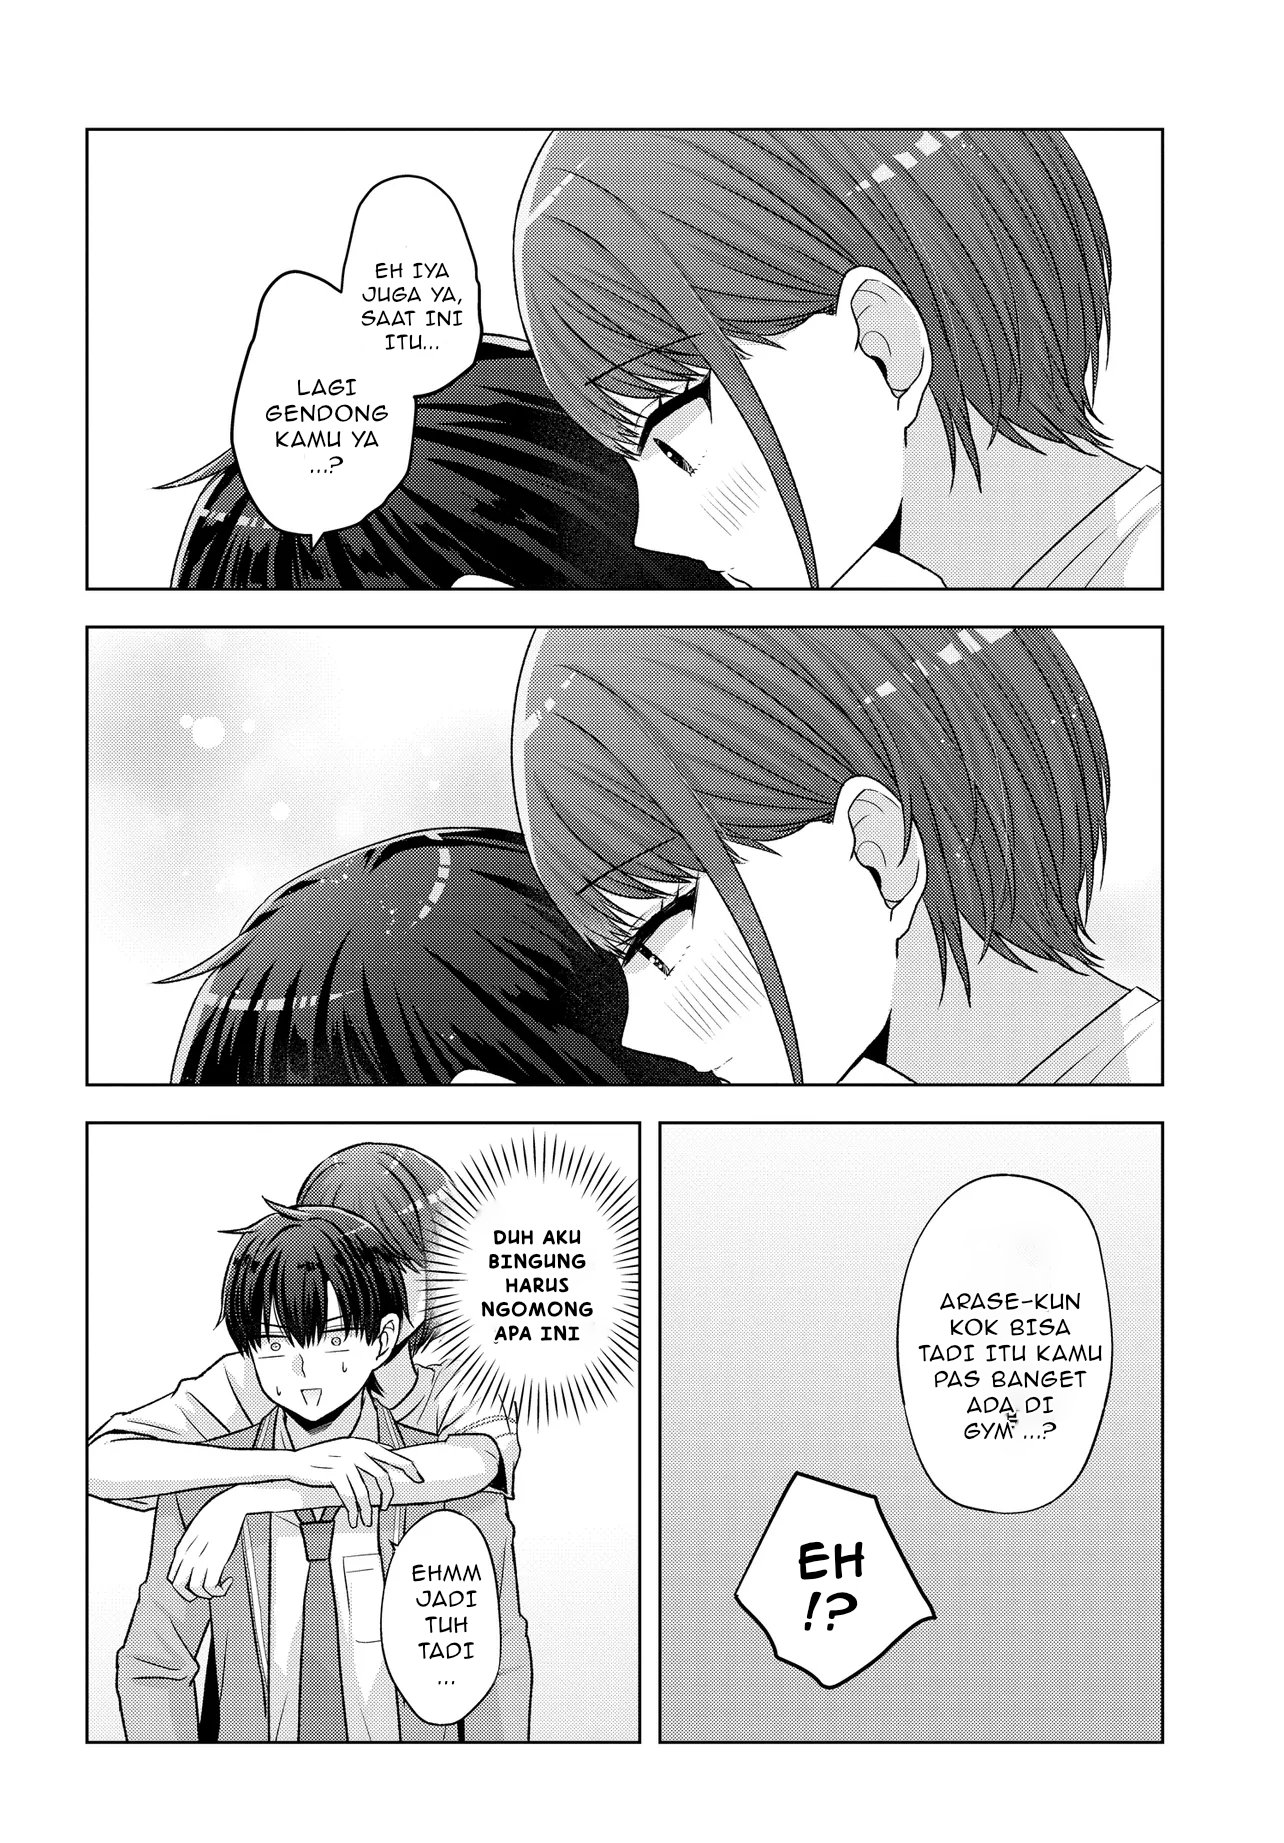 EH IYA
JUGA YA,
SAAT INI
ITU...
LAGI
GENDONG
KAMU YA
...?
ARASE-KUN
KOK BISA
TADI ITU KAMU
PAS BANGET
ADA DI
GYM ...?
EH
!?
DUH AKU
BINGUNG
HARUS
NGOMONG
APA INI
EHMM
JADI
TUH
TADI
...